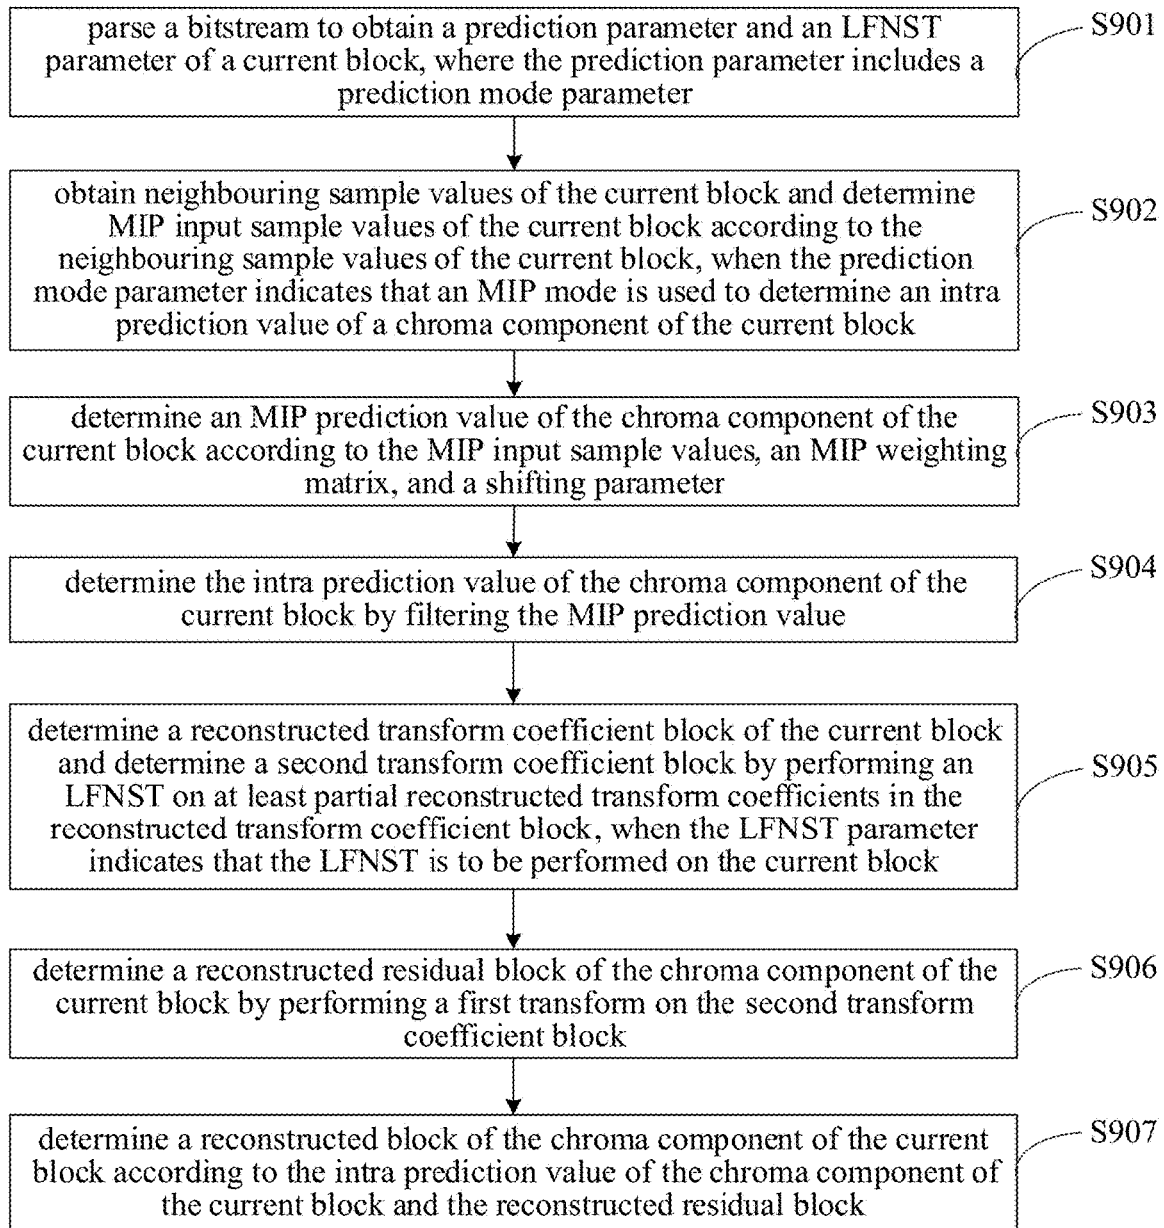 parse a bitstream to obtain a prediction parameter and an LFNST
parameter of a current block, where the prediction parameter includes a
prediction mode parameter
S901
obtain neighbouring sample values of the current block and determine
MIP input sample values of the current block according to the
neighbouring sample values of the current block, when the prediction
mode parameter indicates that an MIP mode is used to determine an intra
prediction value of a chroma component of the current block
S902
determine an MIP prediction value of the chroma component of the
current block according to the MIP input sample values, an MIP weighting
matrix, and a shifting parameter
S903
determine the intra prediction value of the chroma component of the
current block by filtering the MIP prediction value
S904
determine a reconstructed transform coefficient block of the current block
and determine a second transform coefficient block by performing an
LFNST on at least partial reconstructed transform coefficients in the
reconstructed transform coefficient block, when the LFNST parameter
indicates that the LFNST is to be performed on the current block
S905
determine a reconstructed residual block of the chroma component of the
current block by performing a first transform on the second transform
coefficient block
S906
determine a reconstructed block of the chroma component of the current
block according to the intra prediction value of the chroma component of
the current block and the reconstructed residual block
S907